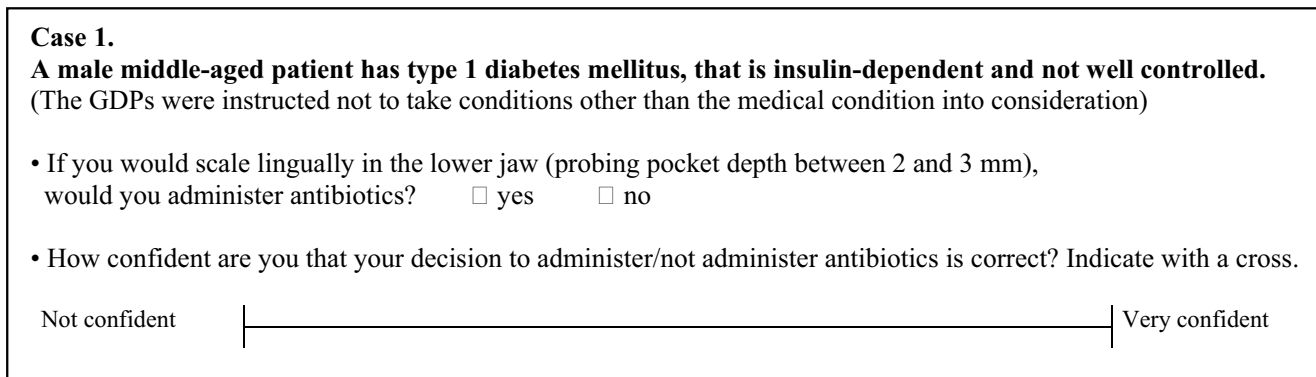 Case 1.
A male middle-aged patient has type 1 diabetes mellitus, that is insulin-dependent and not well controlled.
(The GDPs were instructed not to take conditions other than the medical condition into consideration)
• If you would scale lingually in the lower jaw (probing pocket depth between 2 and 3 mm),
would you administer antibiotics? □ yes □ no
• How confident are you that your decision to administer/not administer antibiotics is correct? Indicate with a cross.
Not confident Very confident